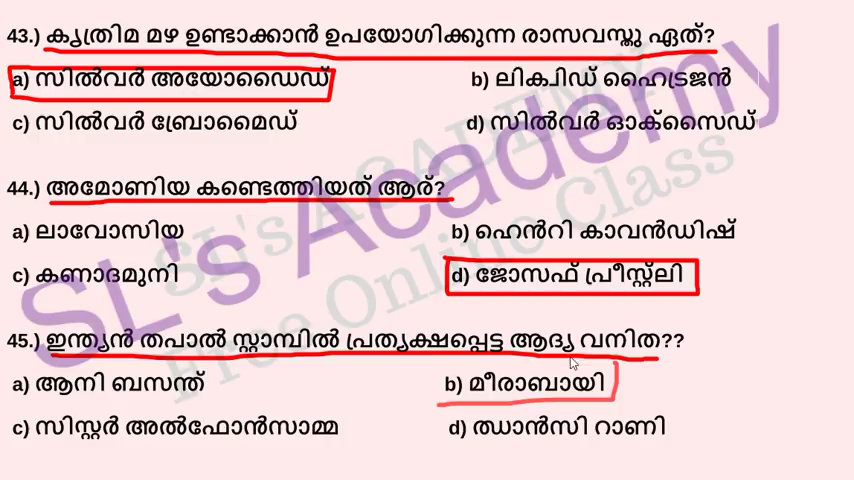 43.) കൃത്രിമ മഴ ഉണ്ടാക്കാൻ ഉപയോഗിക്കുന്ന രാസവസ്തു ഏത്?
a) സിൽവർ അയോഡൈഡ് b) ലിക്വിഡ് ഹൈട്രജൻ
c) സിൽവർ ബ്രോമൈഡ് d) സിൽവർ ഓക്സൈഡ്
44.) അമോണിയ കണ്ടെത്തിയത് ആര്?
a) ലാവോസിയ b) ഹെൻറി കാവൻഡിഷ്
c) കണാദമുനി d) ജോസഫ് പ്രീസ്റ്റ്ലി
45.) ഇന്ത്യൻ തപാൽ സ്റ്റാമ്പിൽ പ്രത്യക്ഷപ്പെട്ട ആദ്യ വനിത??
a) ആനി ബസന്ത് b) മീരാബായി
c) സിസ്റ്റർ അൽഫോൻസാമ്മ d) ഝാൻസി റാണി
SL's Academy
SL's ACADEMY
Free Online Class